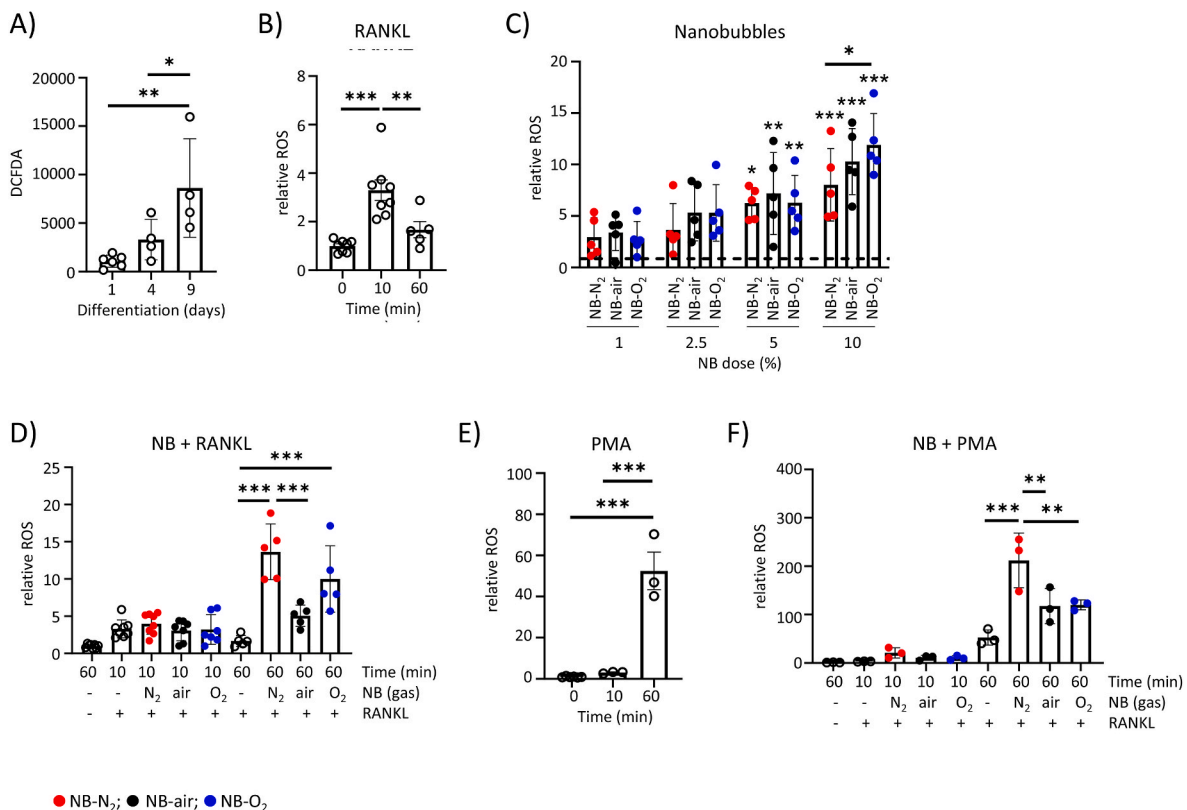 A)
DCFDA
20000
15000
10000
5000
0
*
**
1 4 9
Differentiation (days)
B)
RANKL
relative ROS
8
6
4
2
0
*** **
0 10 60
Time (min)
C)
Nanobubbles
relative ROS
20
15
10
5
0
* ** ** *** *** *** *
NB-N₂ NB-air NB-O₂ NB-N₂ NB-air NB-O₂ NB-N₂ NB-air NB-O₂ NB-N₂ NB-air NB-O₂
1 2.5 5 10
NB dose (%)
D)
NB + RANKL
relative ROS
25
20
15
10
5
0
***
*** ***
60 10 10 10 10 60 60 60 60 Time (min)
- - N₂ air O₂ - N₂ air O₂ NB (gas)
- + + + + + + + + RANKL
E)
PMA
relative ROS
100
80
60
40
20
0
***
***
0 10 60
Time (min)
F)
NB + PMA
relative ROS
400
300
200
100
0
**
*** **
60 10 10 10 10 60 60 60 60 Time (min)
- - N₂ air O₂ - N₂ air O₂ NB (gas)
- + + + + + + + + RANKL
NB-N₂; NB-air; NB-O₂